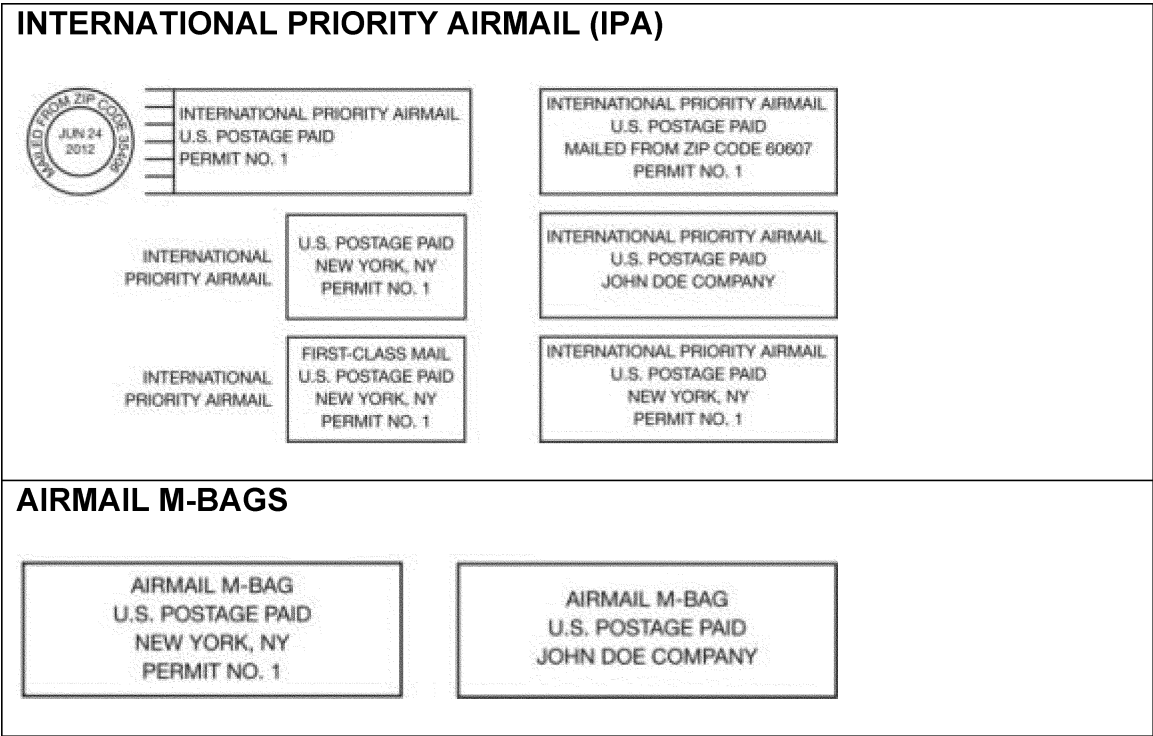 INTERNATIONAL PRIORITY AIRMAIL (IPA)
MAILED FROM ZIP CODE 35406
JUN 24
2012
INTERNATIONAL PRIORITY AIRMAIL
U.S. POSTAGE PAID
PERMIT NO. 1
INTERNATIONAL PRIORITY AIRMAIL
U.S. POSTAGE PAID
MAILED FROM ZIP CODE 60607
PERMIT NO. 1
INTERNATIONAL
PRIORITY AIRMAIL
U.S. POSTAGE PAID
NEW YORK, NY
PERMIT NO. 1
INTERNATIONAL PRIORITY AIRMAIL
U.S. POSTAGE PAID
JOHN DOE COMPANY
INTERNATIONAL
PRIORITY AIRMAIL
FIRST-CLASS MAIL
U.S. POSTAGE PAID
NEW YORK, NY
PERMIT NO. 1
INTERNATIONAL PRIORITY AIRMAIL
U.S. POSTAGE PAID
NEW YORK, NY
PERMIT NO. 1
AIRMAIL M-BAGS
AIRMAIL M-BAG
U.S. POSTAGE PAID
NEW YORK, NY
PERMIT NO. 1
AIRMAIL M-BAG
U.S. POSTAGE PAID
JOHN DOE COMPANY